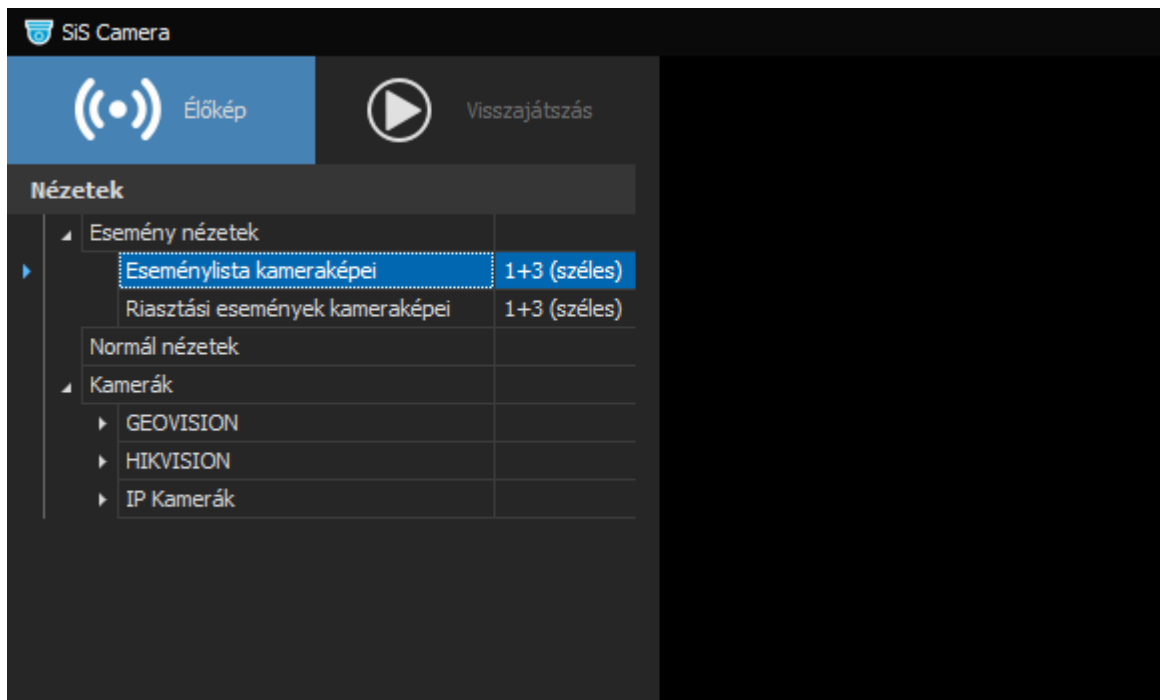 SiS Camera
Élőkép Visszajátszás
Nézetek
Esemény nézetek
Eseménylista kameraképei 1+3 (széles)
Riasztási események kameraképei 1+3 (széles)
Normál nézetek
Kamerák
GEOVISION
HIKVISION
IP Kamerák